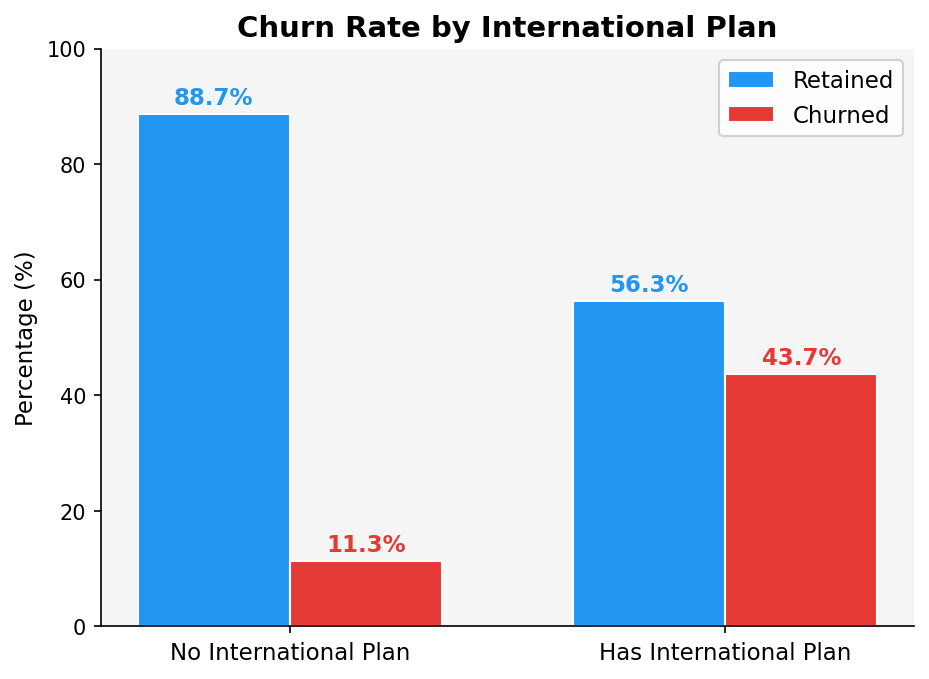 Churn Rate by International Plan
Retained
Churned
Percentage (%)
100
80
60
40
20
0
88.7%
11.3%
56.3%
43.7%
No International Plan
Has International Plan